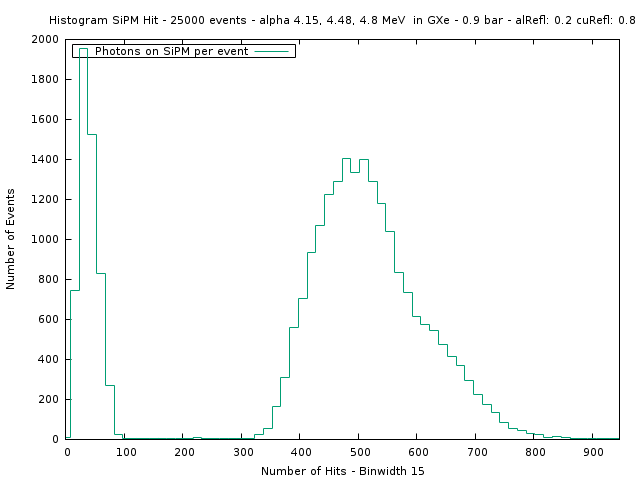 Histogram SiPM Hit - 25000 events - alpha 4.15, 4.48, 4.8 MeV  in GXe - 0.9 bar - alRefl: 0.2 cuRefl: 0.8
Photons on SiPM per event
2000
1800
1600
1400
1200
1000
800
600
400
200
0
Number of Events
0 100 200 300 400 500 600 700 800 900
Number of Hits - Binwidth 15